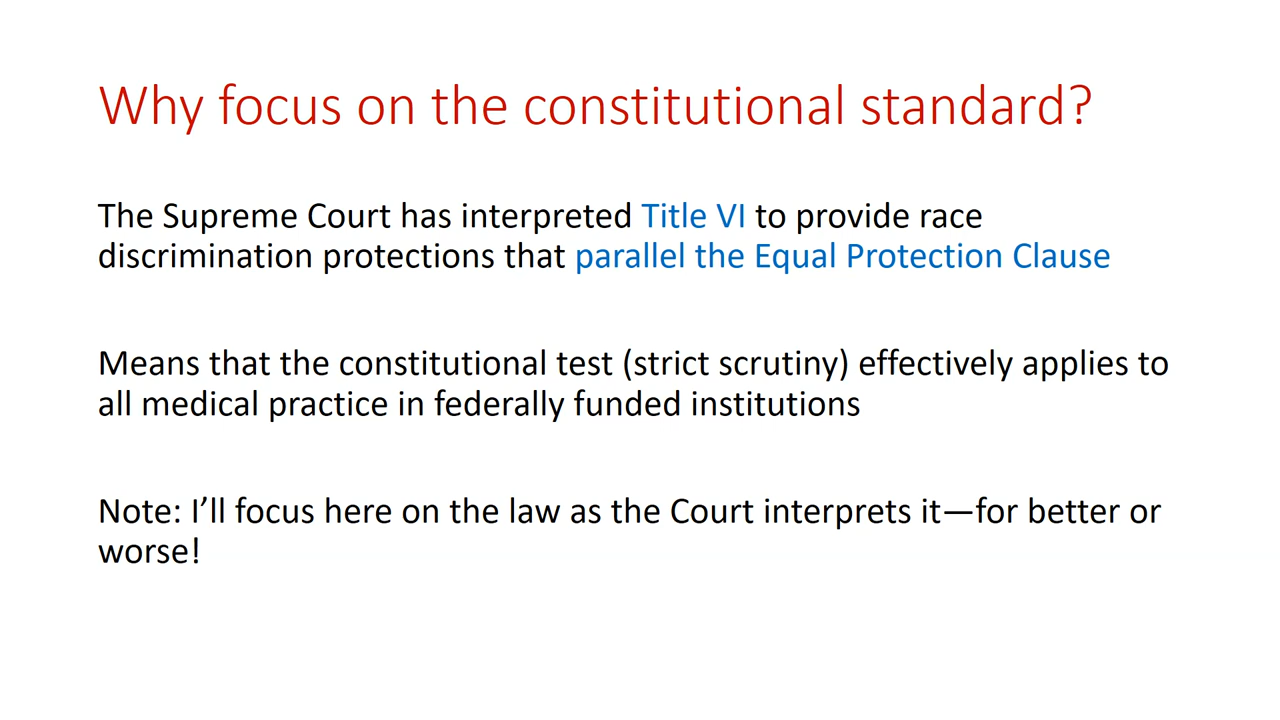 Why focus on the constitutional standard?
The Supreme Court has interpreted Title VI to provide race
discrimination protections that parallel the Equal Protection Clause
Means that the constitutional test (strict scrutiny) effectively applies to
all medical practice in federally funded institutions
Note: I’ll focus here on the law as the Court interprets it—for better or
worse!